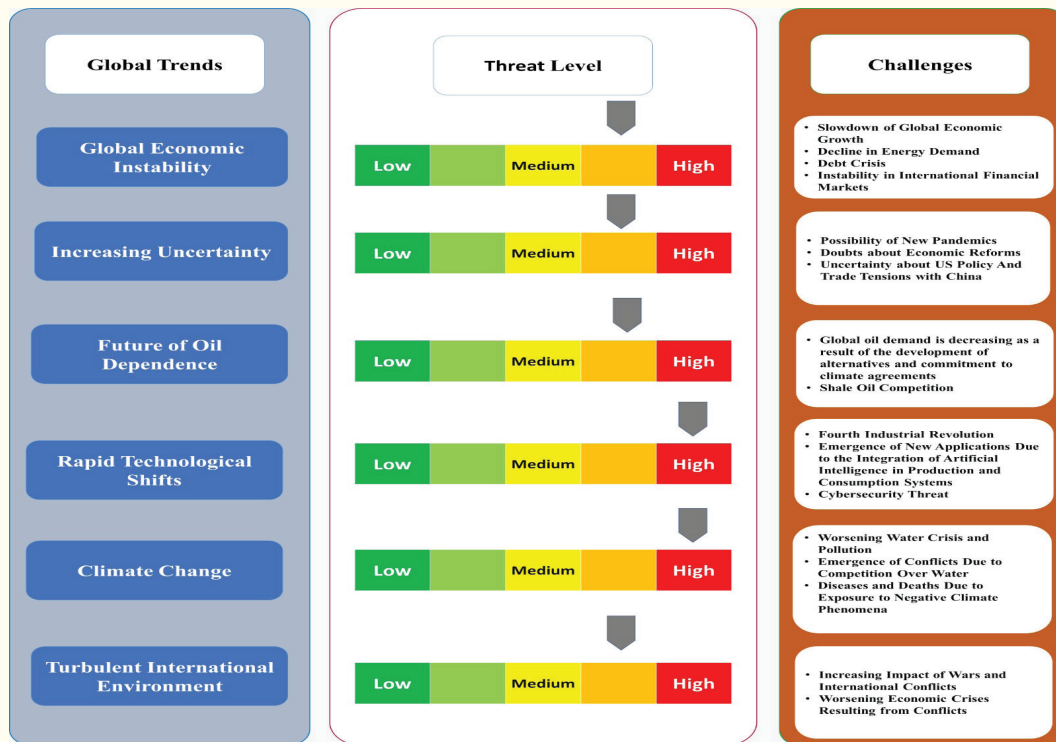 Global Trends
Threat Level
Challenges
Global Economic
Instability
Low
Medium
High
• Slowdown of Global Economic
Growth
• Decline in Energy Demand
• Debt Crisis
• Instability in International Financial
Markets
Increasing Uncertainty
Low
Medium
High
• Possibility of New Pandemics
• Doubts about Economic Reforms
• Uncertainty about US Policy And
Trade Tensions with China
Future of Oil
Dependence
Low
Medium
High
• Global oil demand is decreasing as a
result of the development of
alternatives and commitment to
climate agreements
• Shale Oil Competition
Rapid Technological
Shifts
Low
Medium
High
• Fourth Industrial Revolution
• Emergence of New Applications Due
to the Integration of Artificial
Intelligence in Production and
Consumption Systems
• Cybersecurity Threat
Climate Change
Low
Medium
High
• Worsening Water Crisis and
Pollution
• Emergence of Conflicts Due to
Competition Over Water
• Diseases and Deaths Due to
Exposure to Negative Climate
Phenomena
Turbulent International
Environment
Low
Medium
High
• Increasing Impact of Wars and
International Conflicts
• Worsening Economic Crises
Resulting from Conflicts